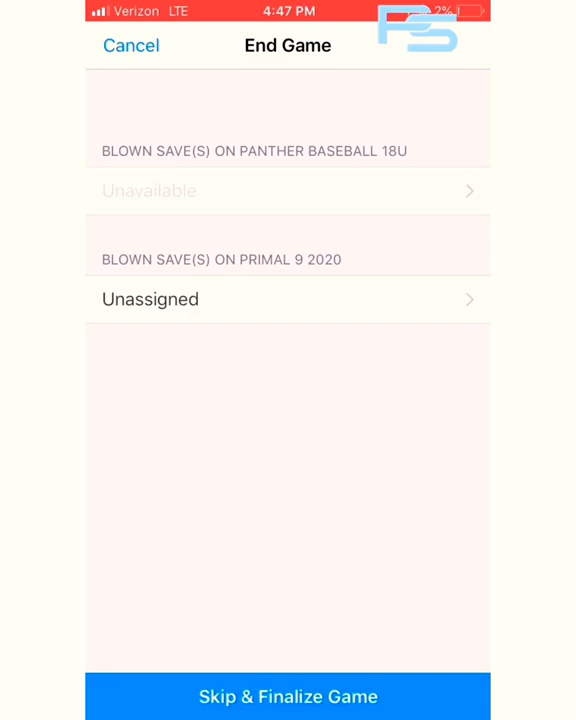 Verizon LTE 4:47 PM 2%
Cancel End Game
PS
BLOWN SAVE(S) ON PANTHER BASEBALL 18U
Unavailable
BLOWN SAVE(S) ON PRIMAL 9 2020
Unassigned
Skip & Finalize Game